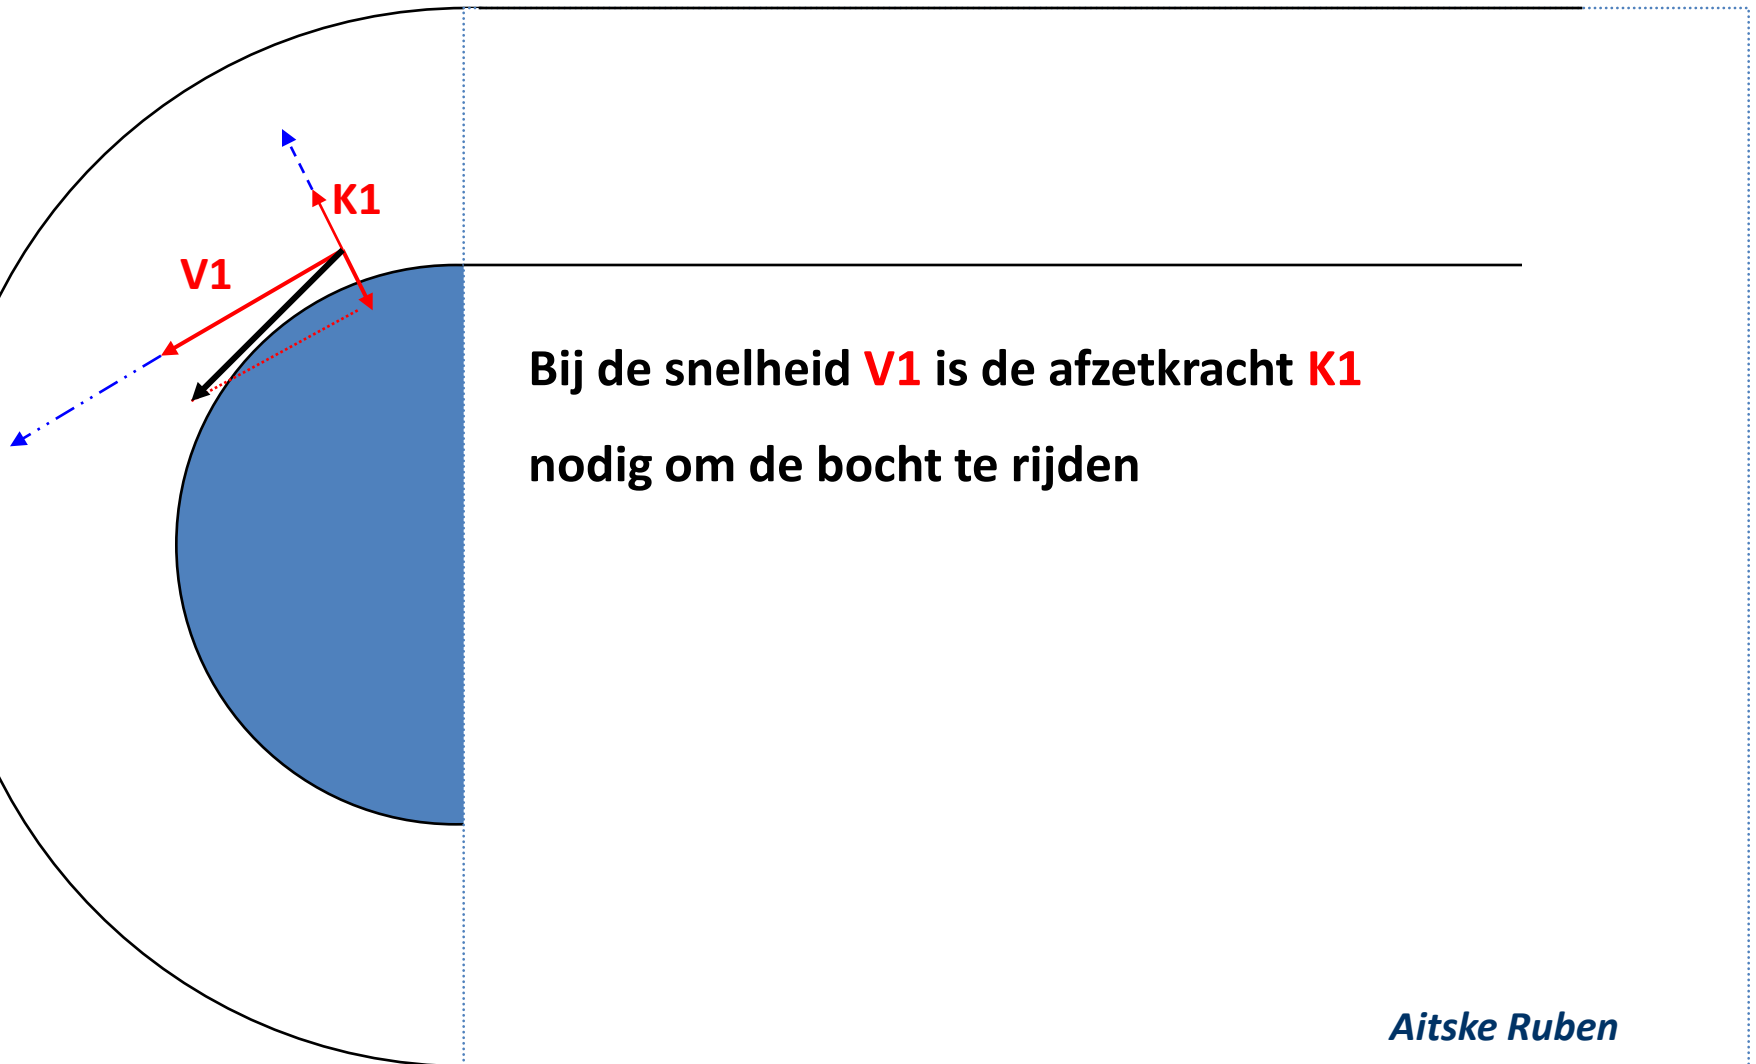 K1
V1
Bij de snelheid V1 is de afzetkracht K1
nodig om de bocht te rijden
Aitske Ruben